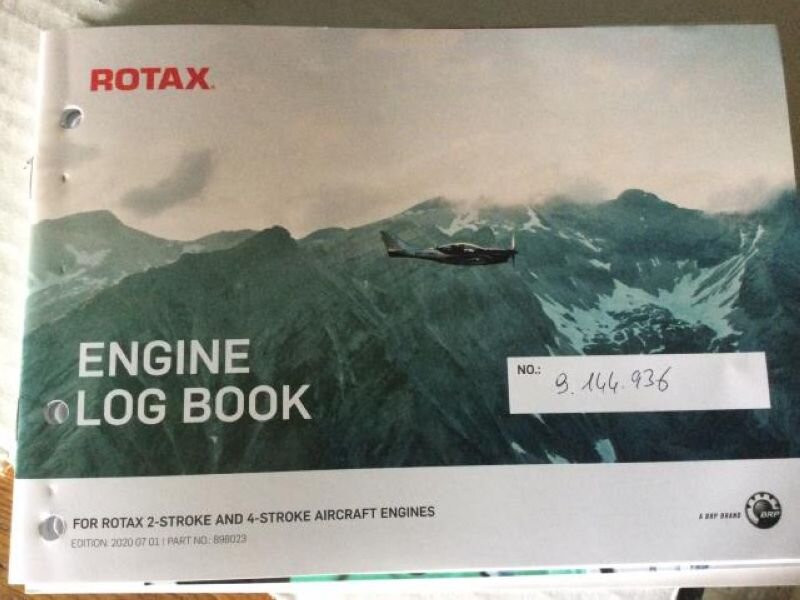 ROTAX
ENGINE
LOG BOOK
NO.: 9.144.936
FOR ROTAX 2-STROKE AND 4-STROKE AIRCRAFT ENGINES
EDITION: 2020 07 01 | PART NO.: 898023
A BRP BRAND
BRP